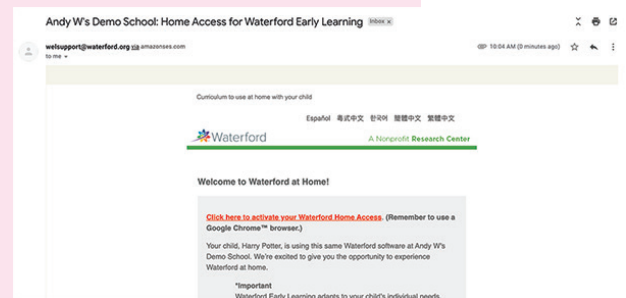 Andy W's Demo School: Home Access for Waterford Early Learning Inbox x
welsupport@waterford.org via amazonses.com
10:04 AM (0 minutes ago)
to me
Curriculum to use at home with your child
Español 粵式中文 한국어 簡體中文 繁體中文
Waterford
A Nonprofit Research Center
Welcome to Waterford at Home!
Click here to activate your Waterford Home Access. (Remember to use a
Google Chrome™ browser.)
Your child, Harry Potter, is using this same Waterford software at Andy W's
Demo School. We're excited to give you the opportunity to experience
Waterford at home.
*Important
Waterford Early Learning adapts to your child's individual needs